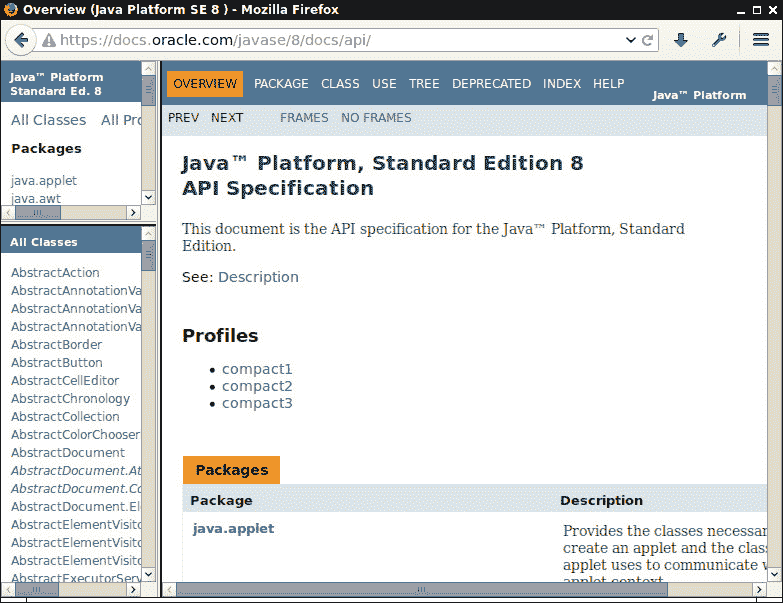 Overview (Java Platform SE 8 ) - Mozilla Firefox
https://docs.oracle.com/javase/8/docs/api/
Java™ Platform
Standard Ed. 8
All Classes All
Packages
java.applet
java.awt
All Classes
AbstractAction
AbstractBorder
AbstractButton
AbstractCellEditor
AbstractChronology
AbstractCollection
AbstractColorChooser
AbstractDocument
OVERVIEW PACKAGE CLASS USE TREE DEPRECATED INDEX HELP
Java™ Platform
PREV NEXT FRAMES NO FRAMES
Java™ Platform, Standard Edition 8
API Specification
This document is the API specification for the Java™ Platform, Standard
Edition.
See: Description
Profiles
• compact1
• compact2
• compact3
Packages
Package Description
java.applet
Provides the classes
create an applet and the
applet uses to communicate
applet context.